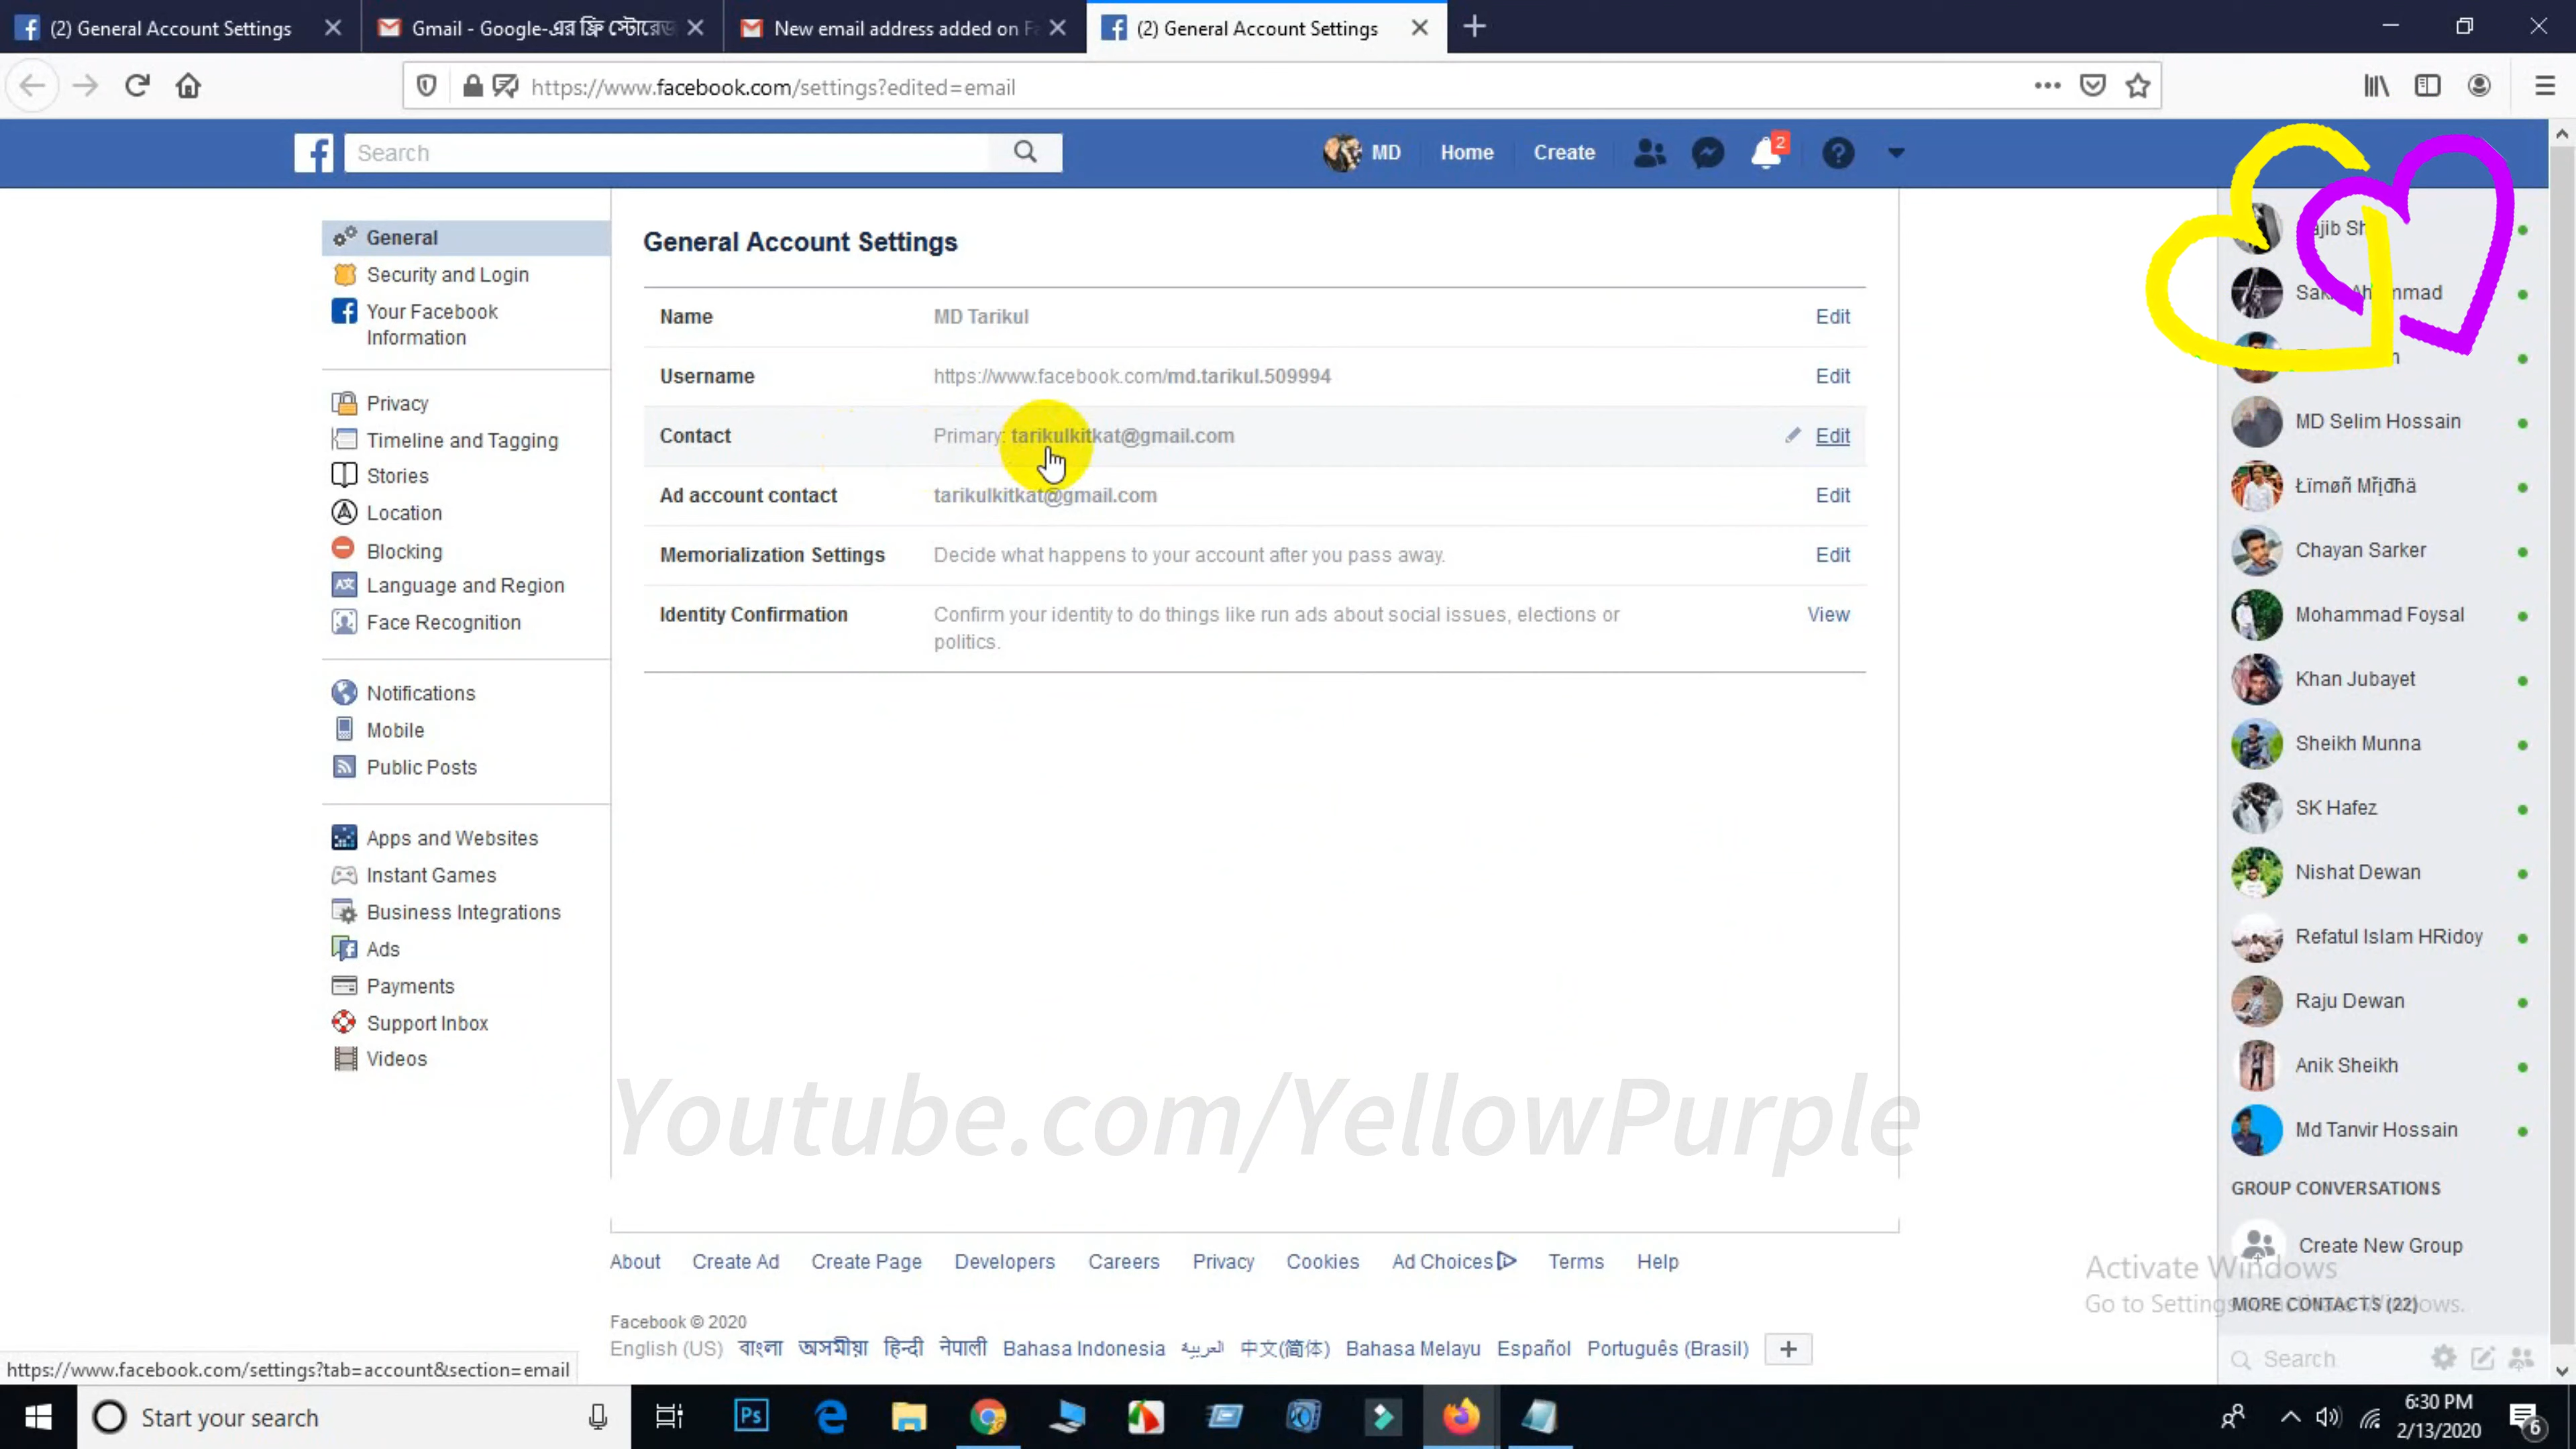 (2) General Account Settings
Gmail - Google-এর ফ্রি স্টোরেজ
New email address added on Fa
(2) General Account Settings
https://www.facebook.com/settings?edited=email
Search
MD
Home
Create
2
General
Security and Login
Your Facebook
Information
Privacy
Timeline and Tagging
Stories
Location
Blocking
Language and Region
Face Recognition
Notifications
Mobile
Public Posts
Apps and Websites
Instant Games
Business Integrations
Ads
Payments
Support Inbox
Videos
General Account Settings
Name MD Tarikul Edit
Username https://www.facebook.com/md.tarikul.509994 Edit
Contact Primary: tarikulkitkat@gmail.com Edit
Ad account contact tarikulkitkat@gmail.com Edit
Memorialization Settings Decide what happens to your account after you pass away. Edit
Identity Confirmation Confirm your identity to do things like run ads about social issues, elections or View
politics.
Youtube.com/YellowPurple
MD Selim Hossain
Łïmøñ Mřįđħä
Chayan Sarker
Mohammad Foysal
Khan Jubayet
Sheikh Munna
SK Hafez
Nishat Dewan
Refatul Islam HRidoy
Raju Dewan
Anik Sheikh
Md Tanvir Hossain
GROUP CONVERSATIONS
Create New Group
MORE CONTACTS (22)
Search
Activate Windows
Go to Settings to activate Windows.
About Create Ad Create Page Developers Careers Privacy Cookies Ad Choices Terms Help
Facebook © 2020
English (US) বাংলা অসমীয়া हिन्दी नेपाली Bahasa Indonesia العربية 中文(简体) Bahasa Melayu Español Português (Brasil)
https://www.facebook.com/settings?tab=account&section=email
Start your search
Ps
6:30 PM
2/13/2020
6